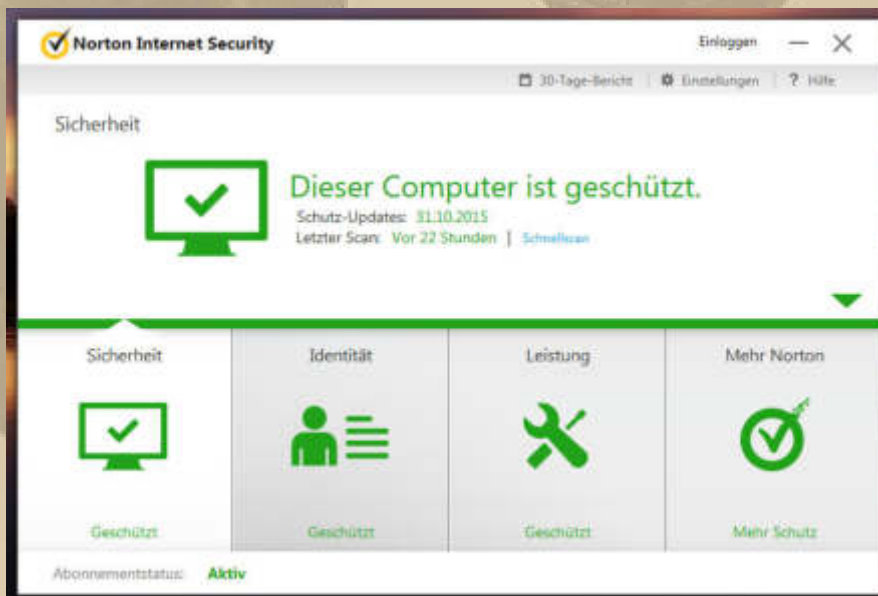 Norton Internet Security
Einloggen
30-Tage-Bericht
Einstellungen
? Hilfe
Sicherheit
Dieser Computer ist geschützt.
Schutz-Updates: 31.10.2015
Letzter Scan: Vor 22 Stunden | Schnellscan
Sicherheit
Identität
Leistung
Mehr Norton
Geschützt
Geschützt
Geschützt
Mehr Schutz
Abonnementstatus: Aktiv